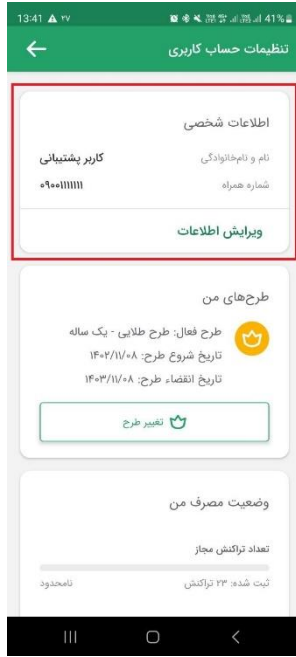 13:41 ۲۷ 41%
تنظیمات حساب کاربری
اطلاعات شخصی
نام و نام‌خانوادگی کاربر پشتیبانی
شماره همراه ۰۹۰۰۱۱۱۱۱۱۱
ویرایش اطلاعات
طرح‌های من
طرح فعال: طرح طلایی - یک ساله
تاریخ شروع طرح: ۱۴۰۲/۱۱/۰۸
تاریخ انقضاء طرح: ۱۴۰۳/۱۱/۰۸
تغییر طرح
وضعیت مصرف من
تعداد تراکنش مجاز
ثبت شده: ۲۳ تراکنش نامحدود